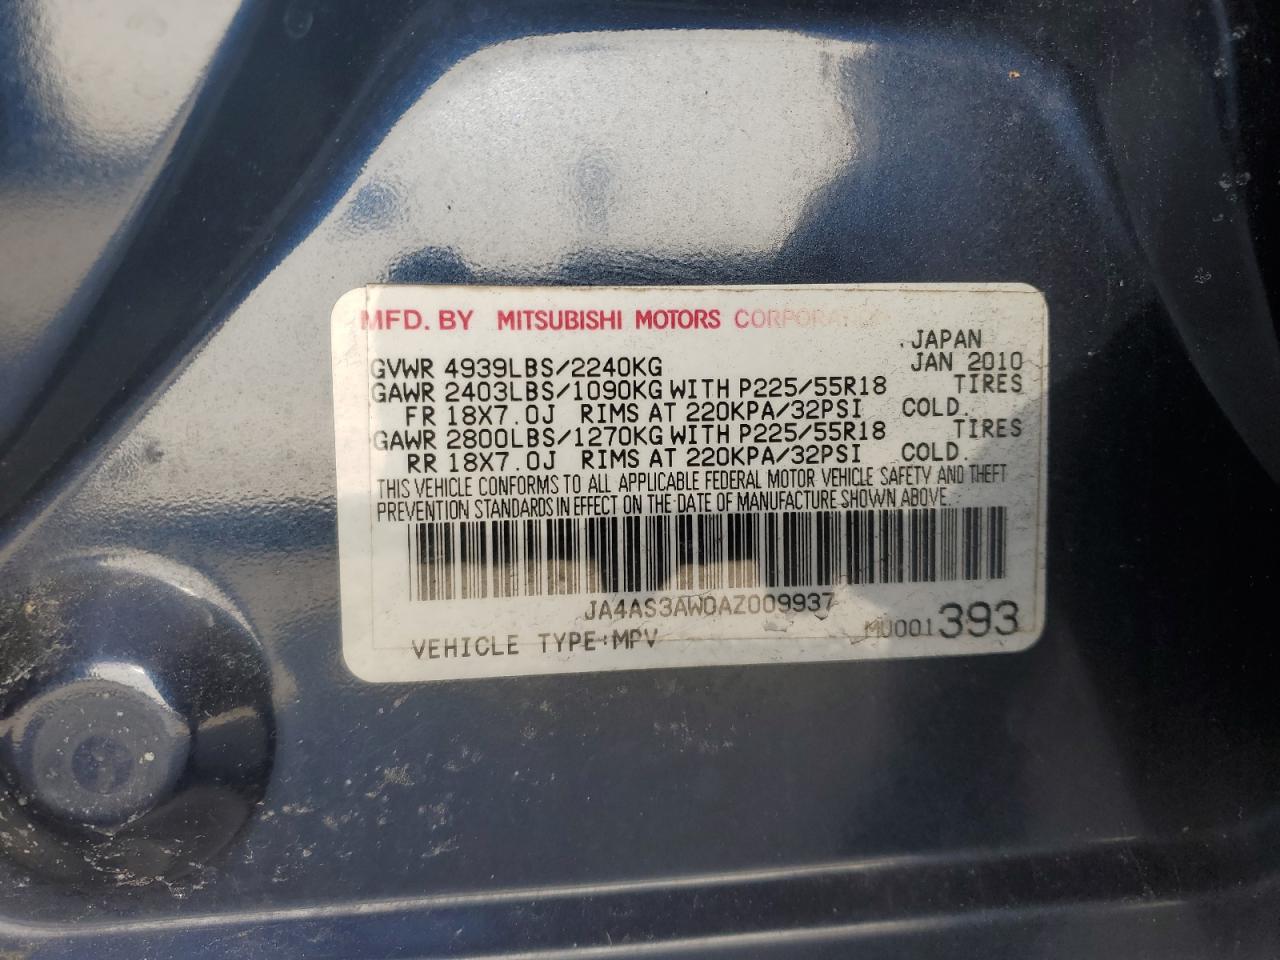 MFD. BY MITSUBISHI MOTORS CORPORATION
JAPAN
GVWR 4939LBS/2240KG JAN 2010
GAWR 2403LBS/1090KG WITH P225/55R18 TIRES
FR 18X7.0J RIMS AT 220KPA/32PSI COLD.
GAWR 2800LBS/1270KG WITH P225/55R18 TIRES
RR 18X7.0J RIMS AT 220KPA/32PSI COLD.
THIS VEHICLE CONFORMS TO ALL APPLICABLE FEDERAL MOTOR VEHICLE SAFETY AND THEFT
PREVENTION STANDARDS IN EFFECT ON THE DATE OF MANUFACTURE SHOWN ABOVE.
JA4AS3AW0AZ009937
VEHICLE TYPE:MPV MU001393